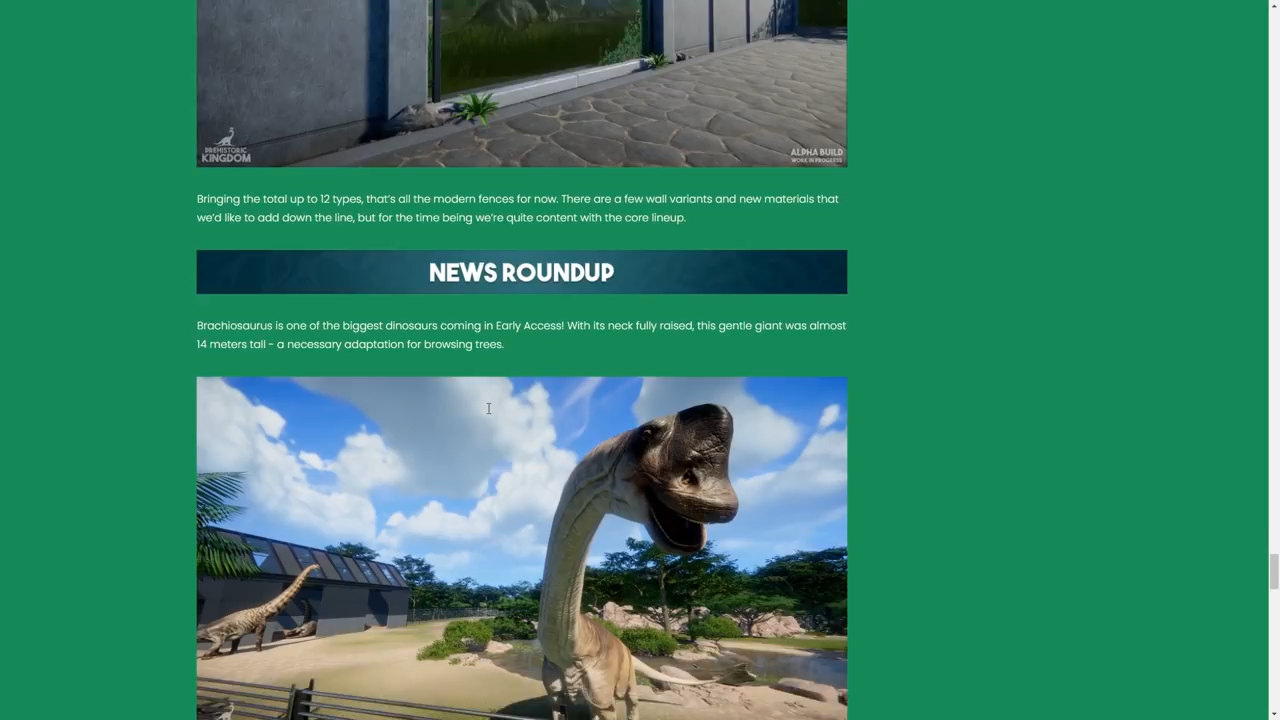 PREHISTORIC
KINGDOM
ALPHA BUILD
WORK IN PROGRESS
Bringing the total up to 12 types, that's all the modern fences for now. There are a few wall variants and new materials that
we'd like to add down the line, but for the time being we're quite content with the core lineup.
NEWS ROUNDUP
Brachiosaurus is one of the biggest dinosaurs coming in Early Access! With its neck fully raised, this gentle giant was almost
14 meters tall - a necessary adaptation for browsing trees.